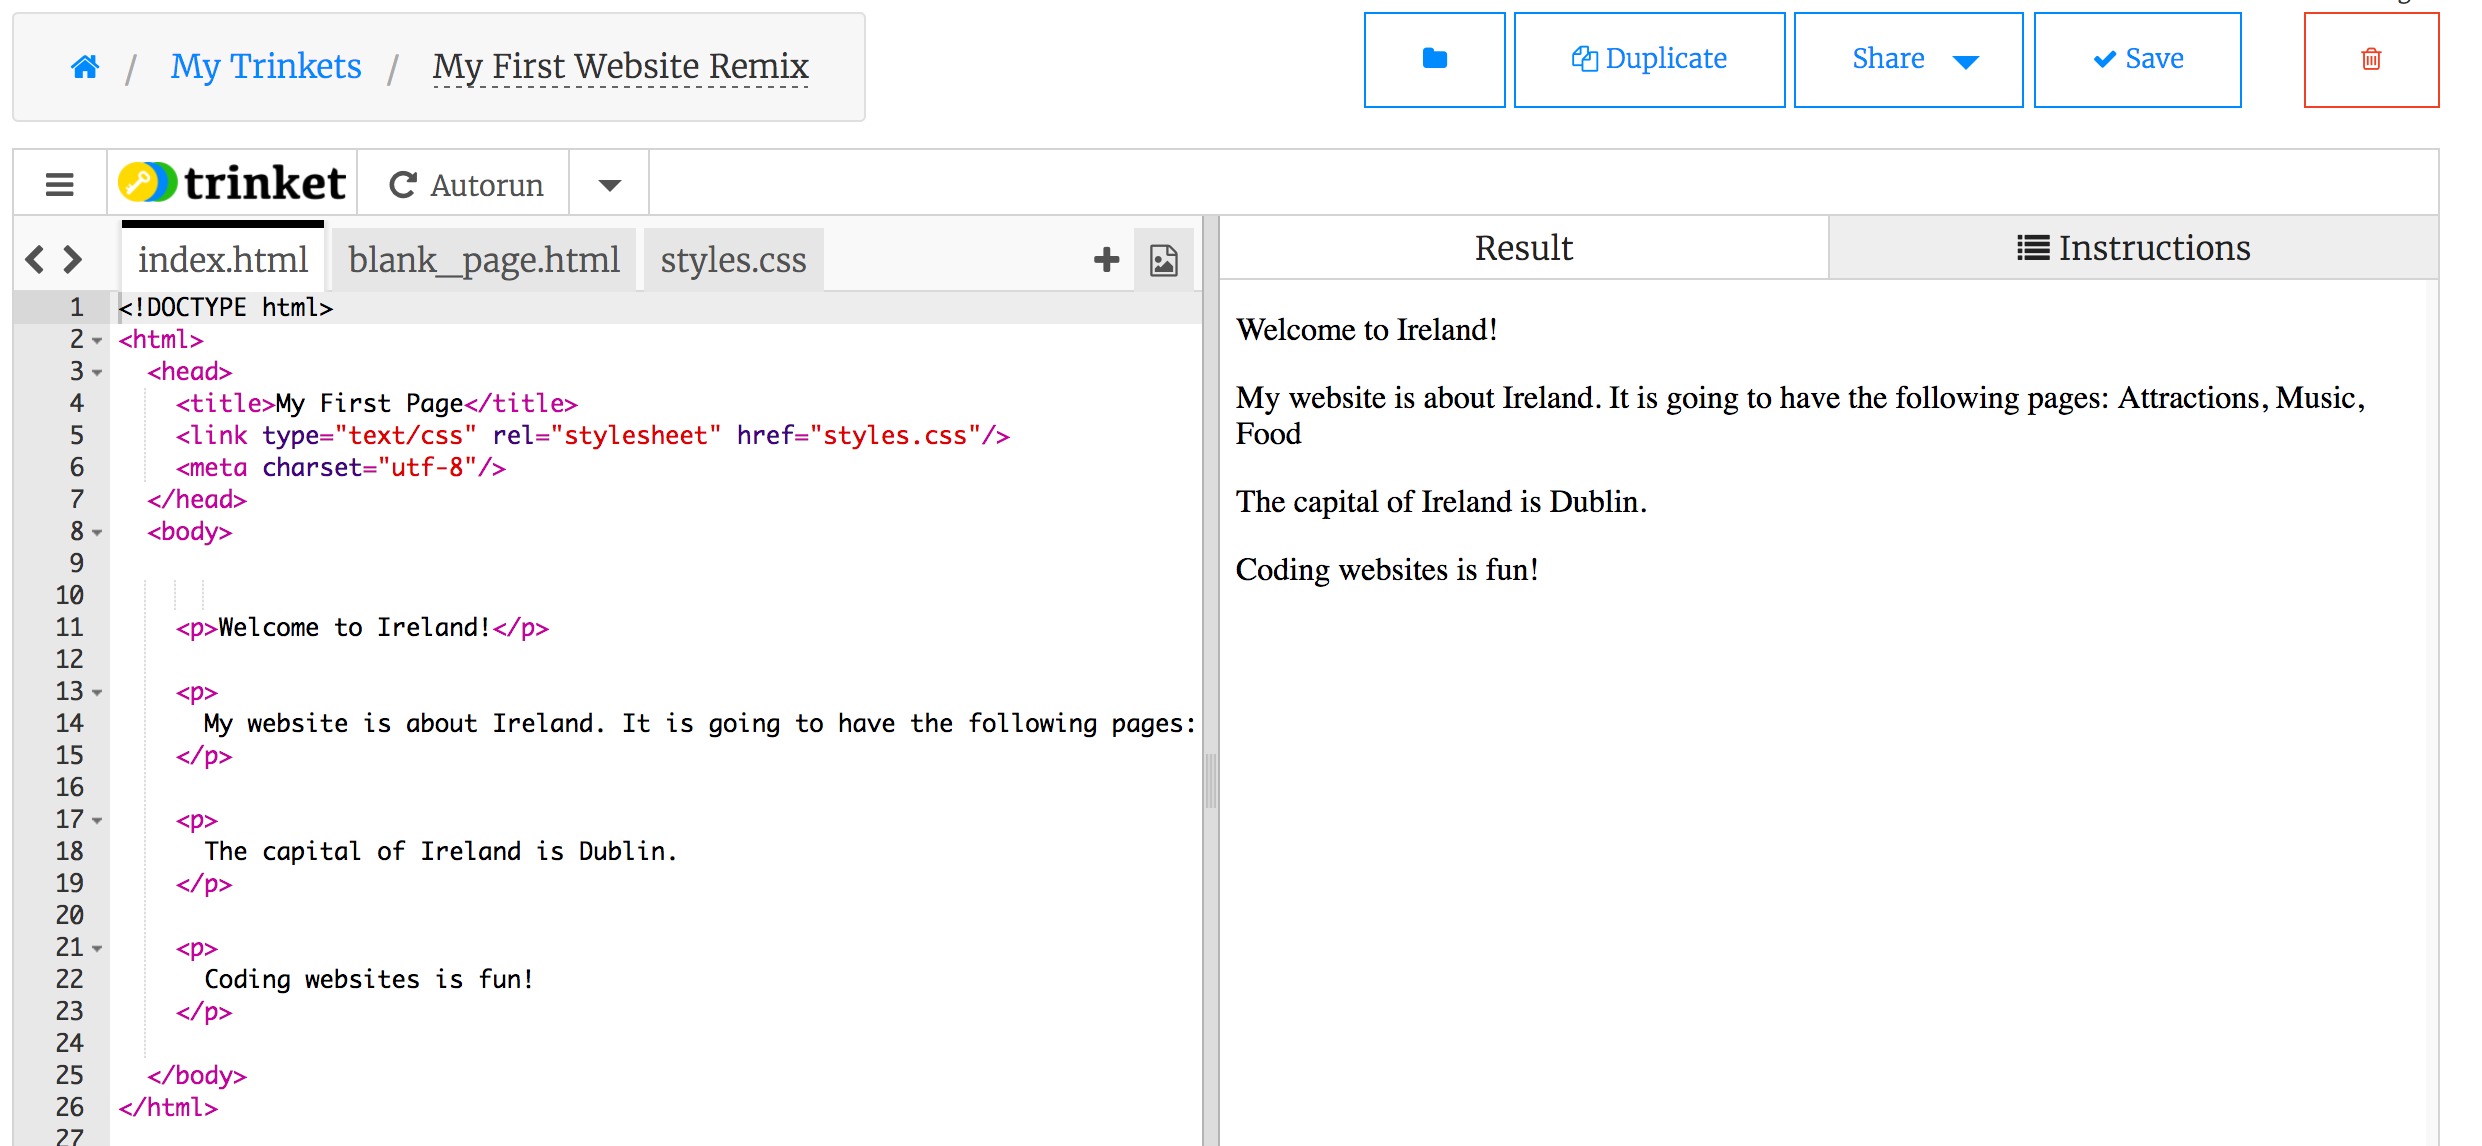 / My Trinkets / My First Website Remix
Duplicate
Share
Save
trinket
Autorun
index.html
blank_page.html
styles.css
Result
Instructions
1 <!DOCTYPE html>
2 <html>
3 <head>
4 <title>My First Page</title>
5 <link type="text/css" rel="stylesheet" href="styles.css"/>
6 <meta charset="utf-8"/>
7 </head>
8 <body>
9
10
11 <p>Welcome to Ireland!</p>
12
13 <p>
14 My website is about Ireland. It is going to have the following pages:
15 </p>
16
17 <p>
18 The capital of Ireland is Dublin.
19 </p>
20
21 <p>
22 Coding websites is fun!
23 </p>
24
25 </body>
26 </html>
27
Welcome to Ireland!
My website is about Ireland. It is going to have the following pages: Attractions, Music,
Food
The capital of Ireland is Dublin.
Coding websites is fun!